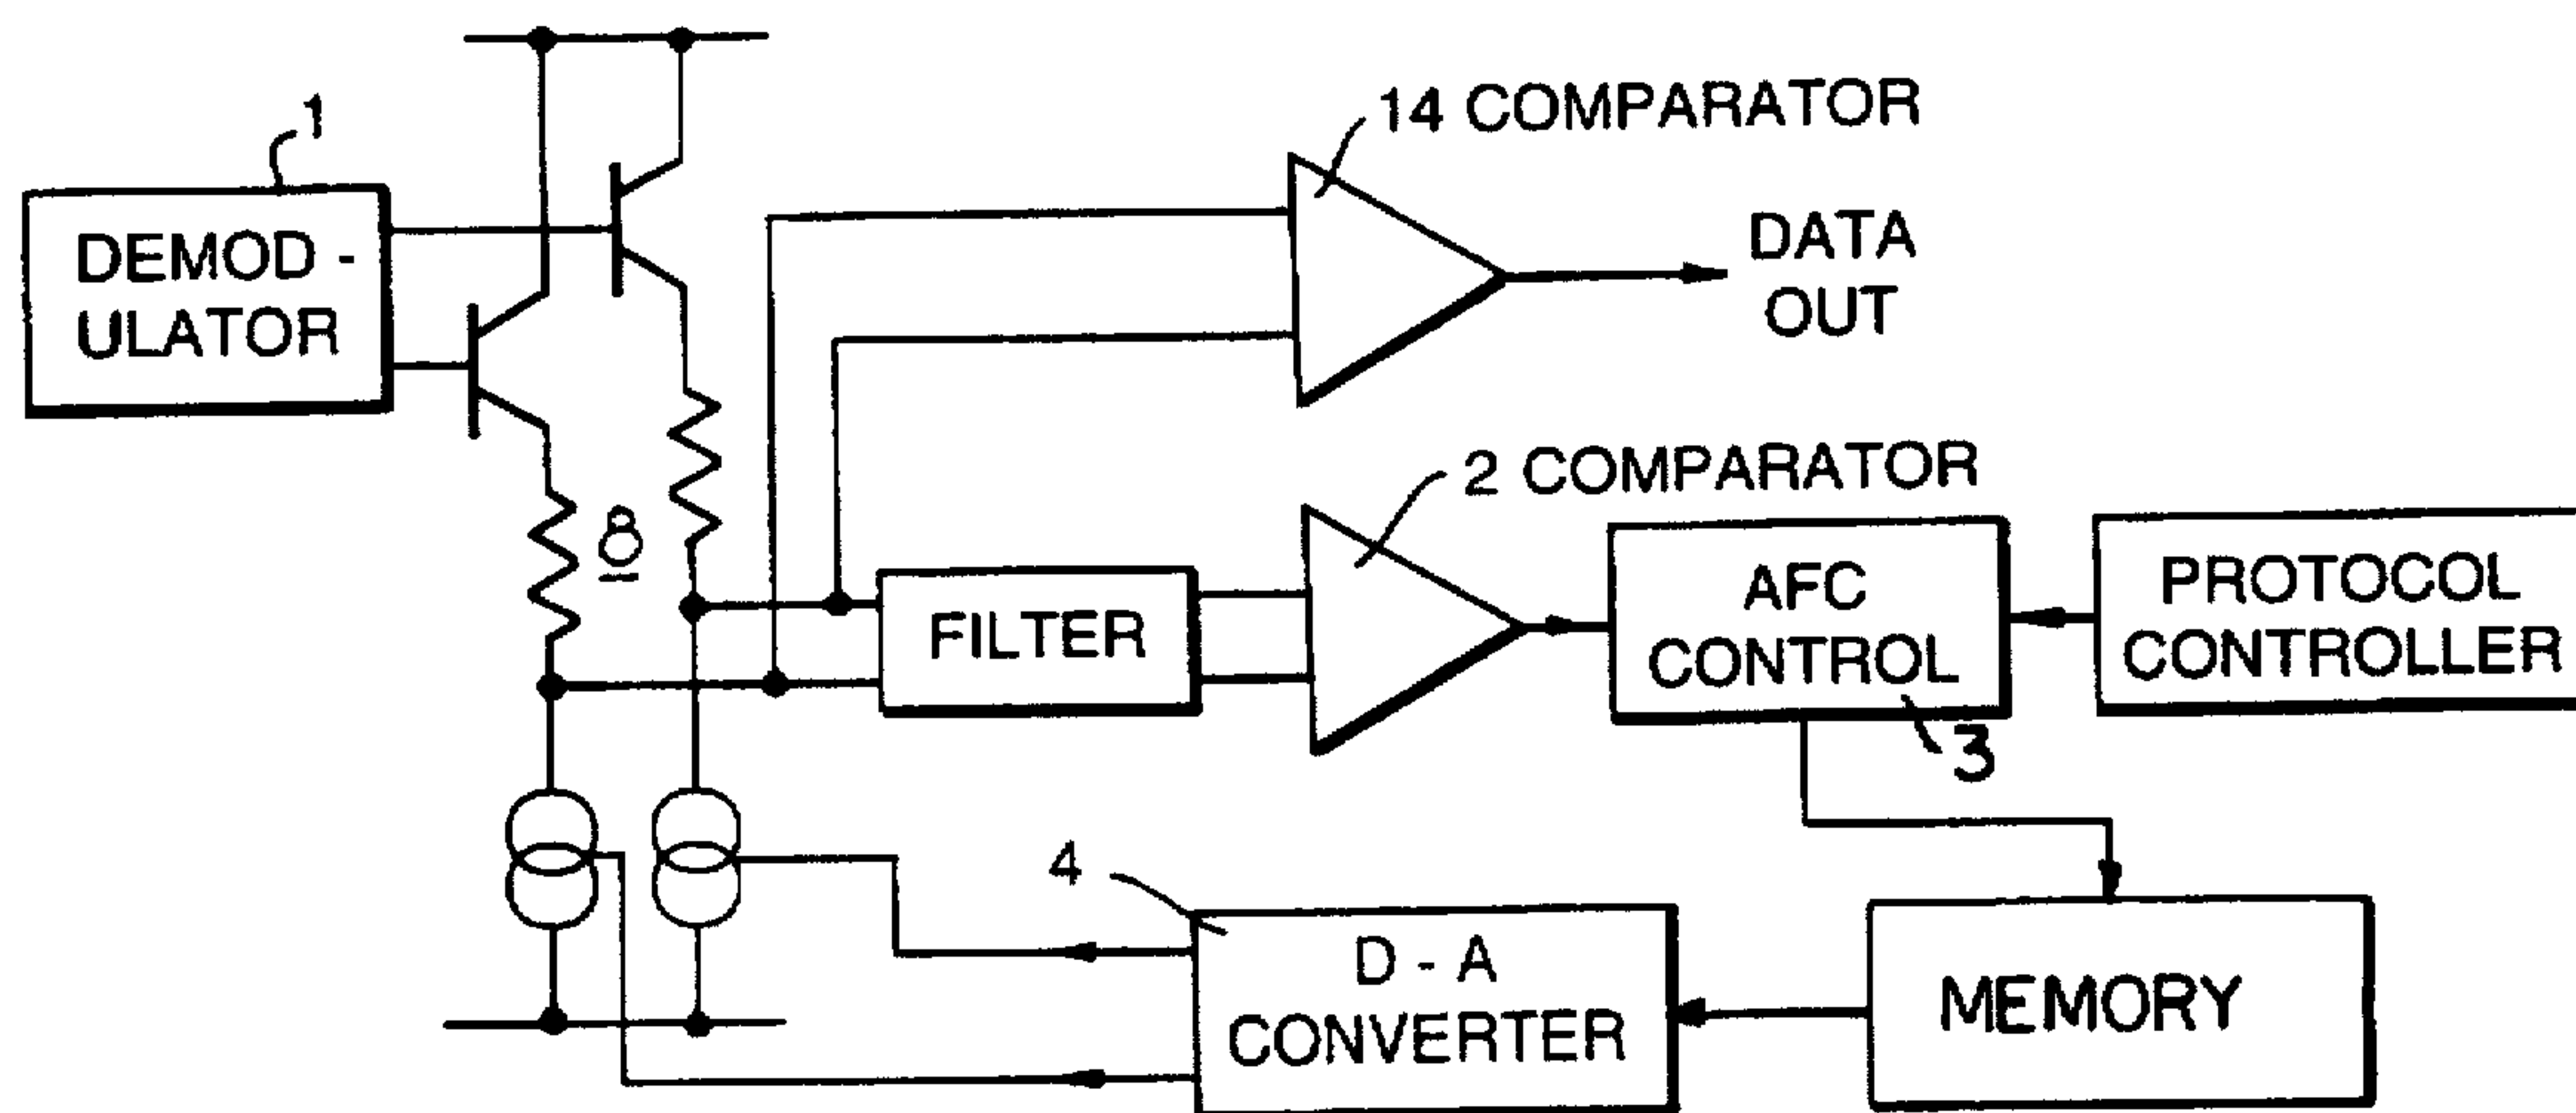 1
DEMOD -
ULATOR
14 COMPARATOR
DATA
OUT
8
2 COMPARATOR
FILTER
AFC
CONTROL
3
PROTOCOL
CONTROLLER
4
D - A
CONVERTER
MEMORY